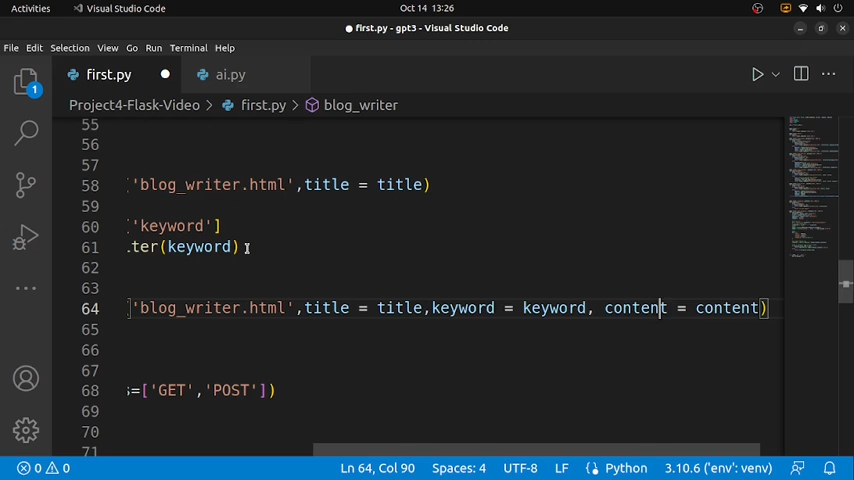 Activities
Visual Studio Code
Oct 14 13:26
● first.py - gpt3 - Visual Studio Code
File Edit Selection View Go Run Terminal Help
first.py ● ai.py
Project4-Flask-Video > first.py > blog_writer
1
55
56
57
58 ('blog_writer.html',title = title)
59
60 ['keyword']
61 .ter(keyword)
62
63
64 ('blog_writer.html',title = title,keyword = keyword, content = content)
65
66
67
68 s=['GET','POST'])
69
70
71
0 0 Ln 64, Col 90 Spaces: 4 UTF-8 LF Python 3.10.6 ('env': venv)